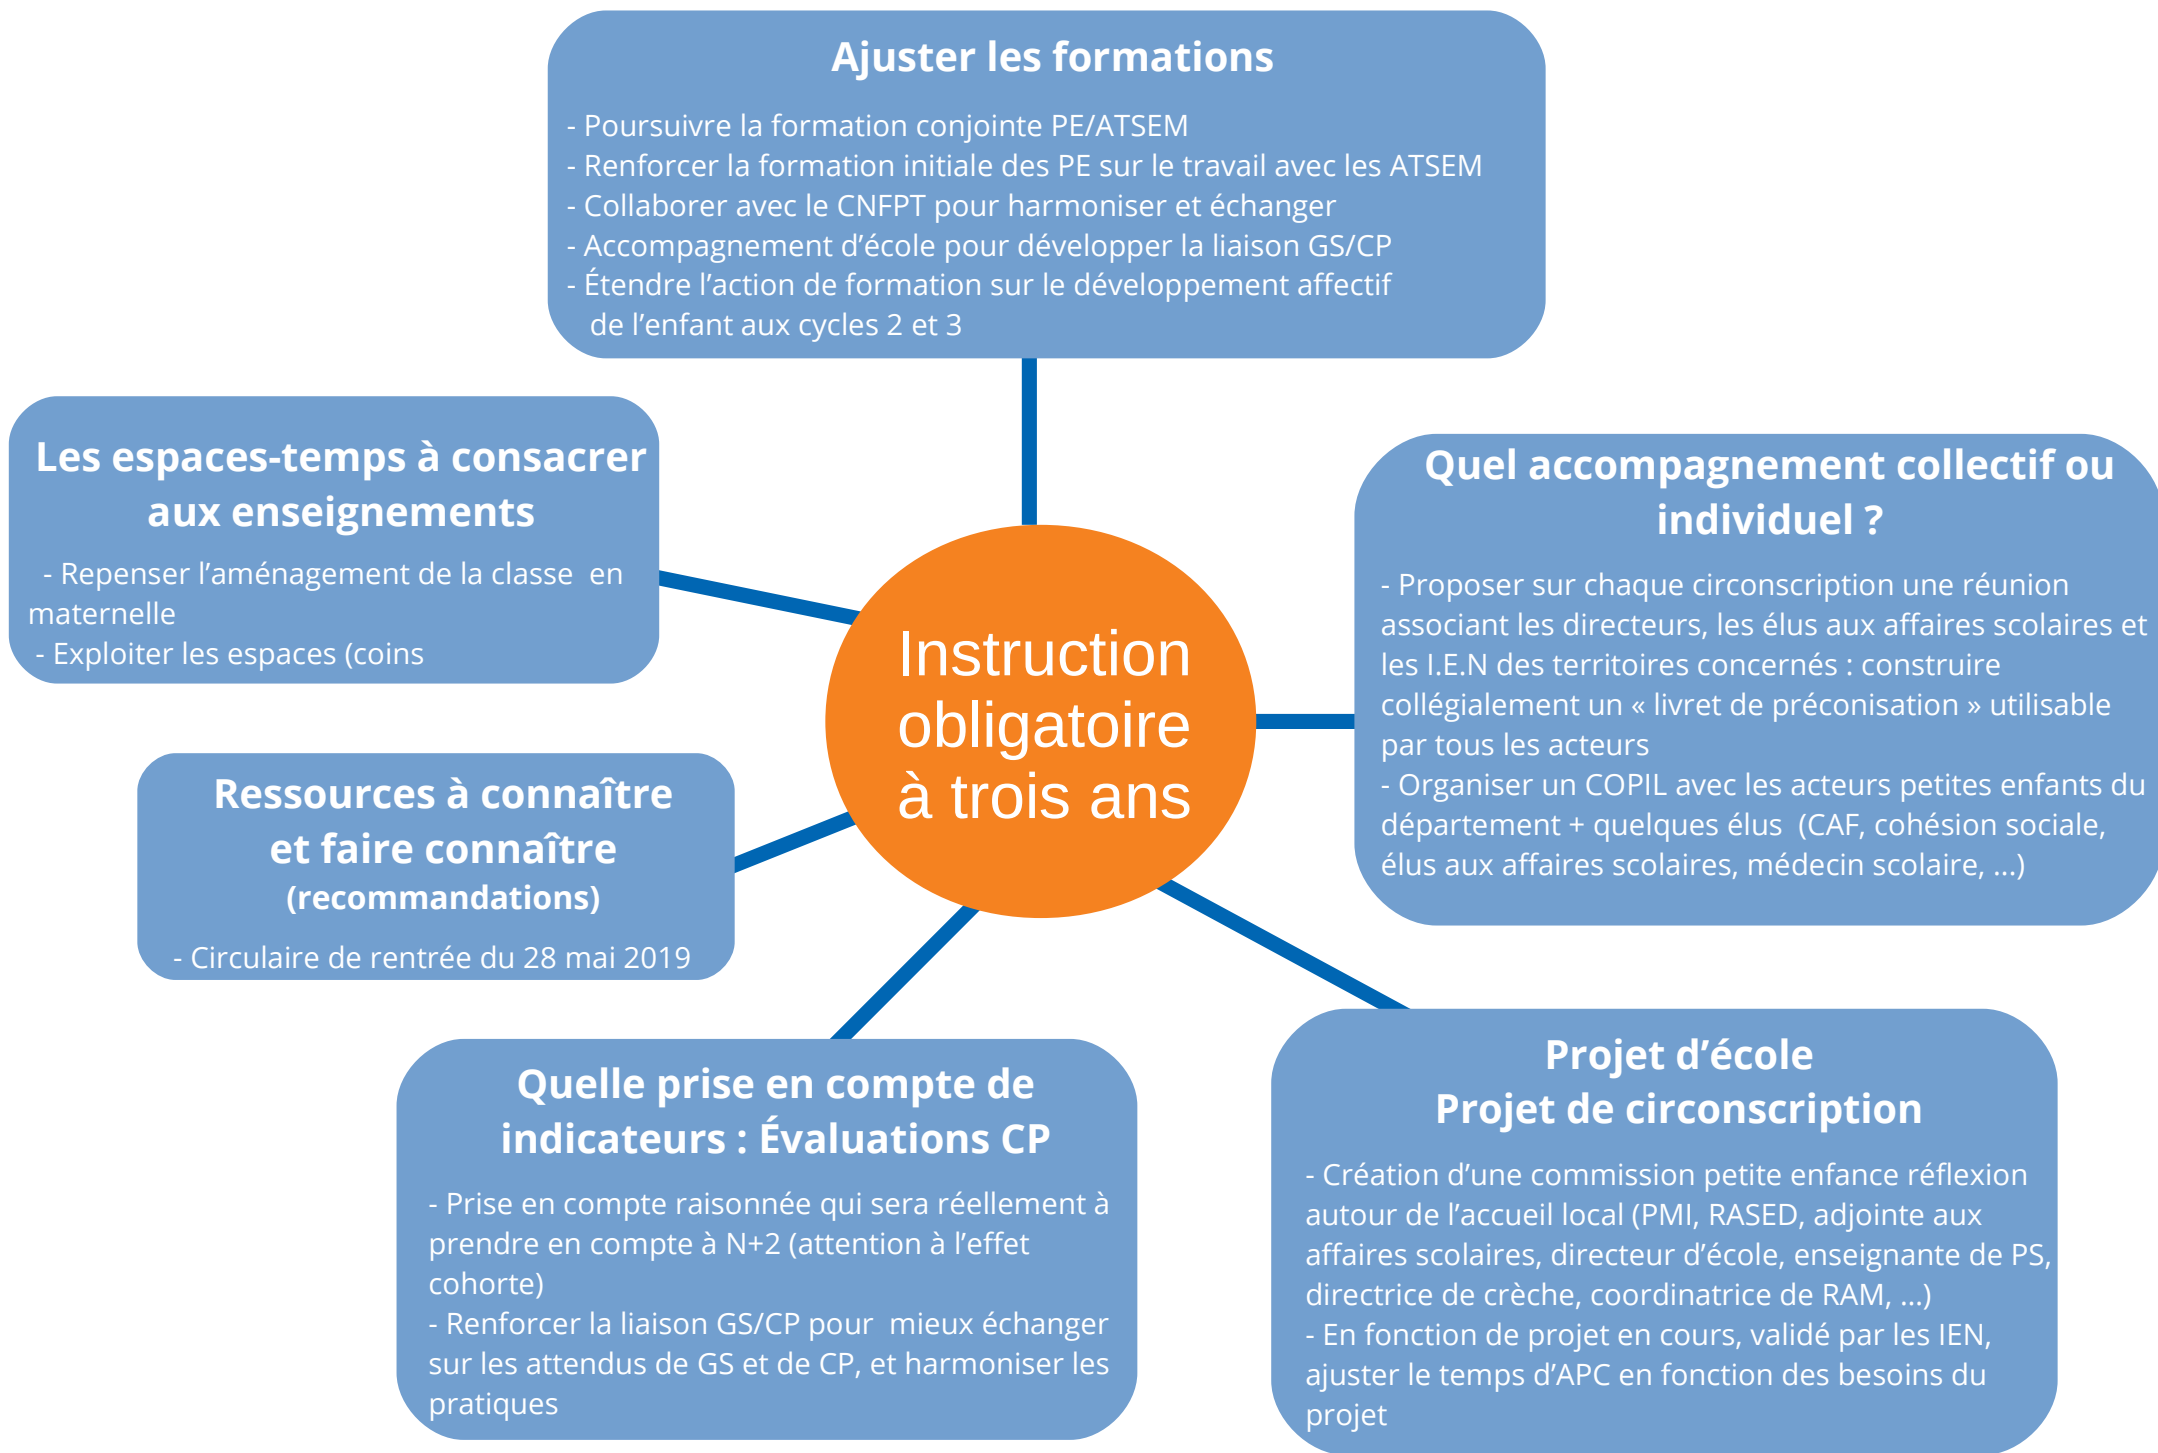 Ajuster les formations
- Poursuivre la formation conjointe PE/ATSEM
- Renforcer la formation initiale des PE sur le travail avec les ATSEM
- Collaborer avec le CNFPT pour harmoniser et échanger
- Accompagnement d’école pour développer la liaison GS/CP
- Étendre l’action de formation sur le développement affectif
de l’enfant aux cycles 2 et 3
Les espaces-temps à consacrer
aux enseignements
- Repenser l’aménagement de la classe  en
maternelle
- Exploiter les espaces (coins
Quel accompagnement collectif ou
individuel ?
- Proposer sur chaque circonscription une réunion
associant les directeurs, les élus aux affaires scolaires et
les I.E.N des territoires concernés : construire
collégialement un « livret de préconisation » utilisable
par tous les acteurs
- Organiser un COPIL avec les acteurs petites enfants du
département + quelques élus  (CAF, cohésion sociale,
élus aux affaires scolaires, médecin scolaire, ...)
Instruction
obligatoire
à trois ans
Ressources à connaître
et faire connaître
(recommandations)
- Circulaire de rentrée du 28 mai 2019
Quelle prise en compte de
indicateurs : Évaluations CP
- Prise en compte raisonnée qui sera réellement à
prendre en compte à N+2 (attention à l’effet
cohorte)
- Renforcer la liaison GS/CP pour  mieux échanger
sur les attendus de GS et de CP, et harmoniser les
pratiques
Projet d’école
Projet de circonscription
- Création d’une commission petite enfance réflexion
autour de l’accueil local (PMI, RASED, adjointe aux
affaires scolaires, directeur d’école, enseignante de PS,
directrice de crèche, coordinatrice de RAM, ...)
- En fonction de projet en cours, validé par les IEN,
ajuster le temps d’APC en fonction des besoins du
projet